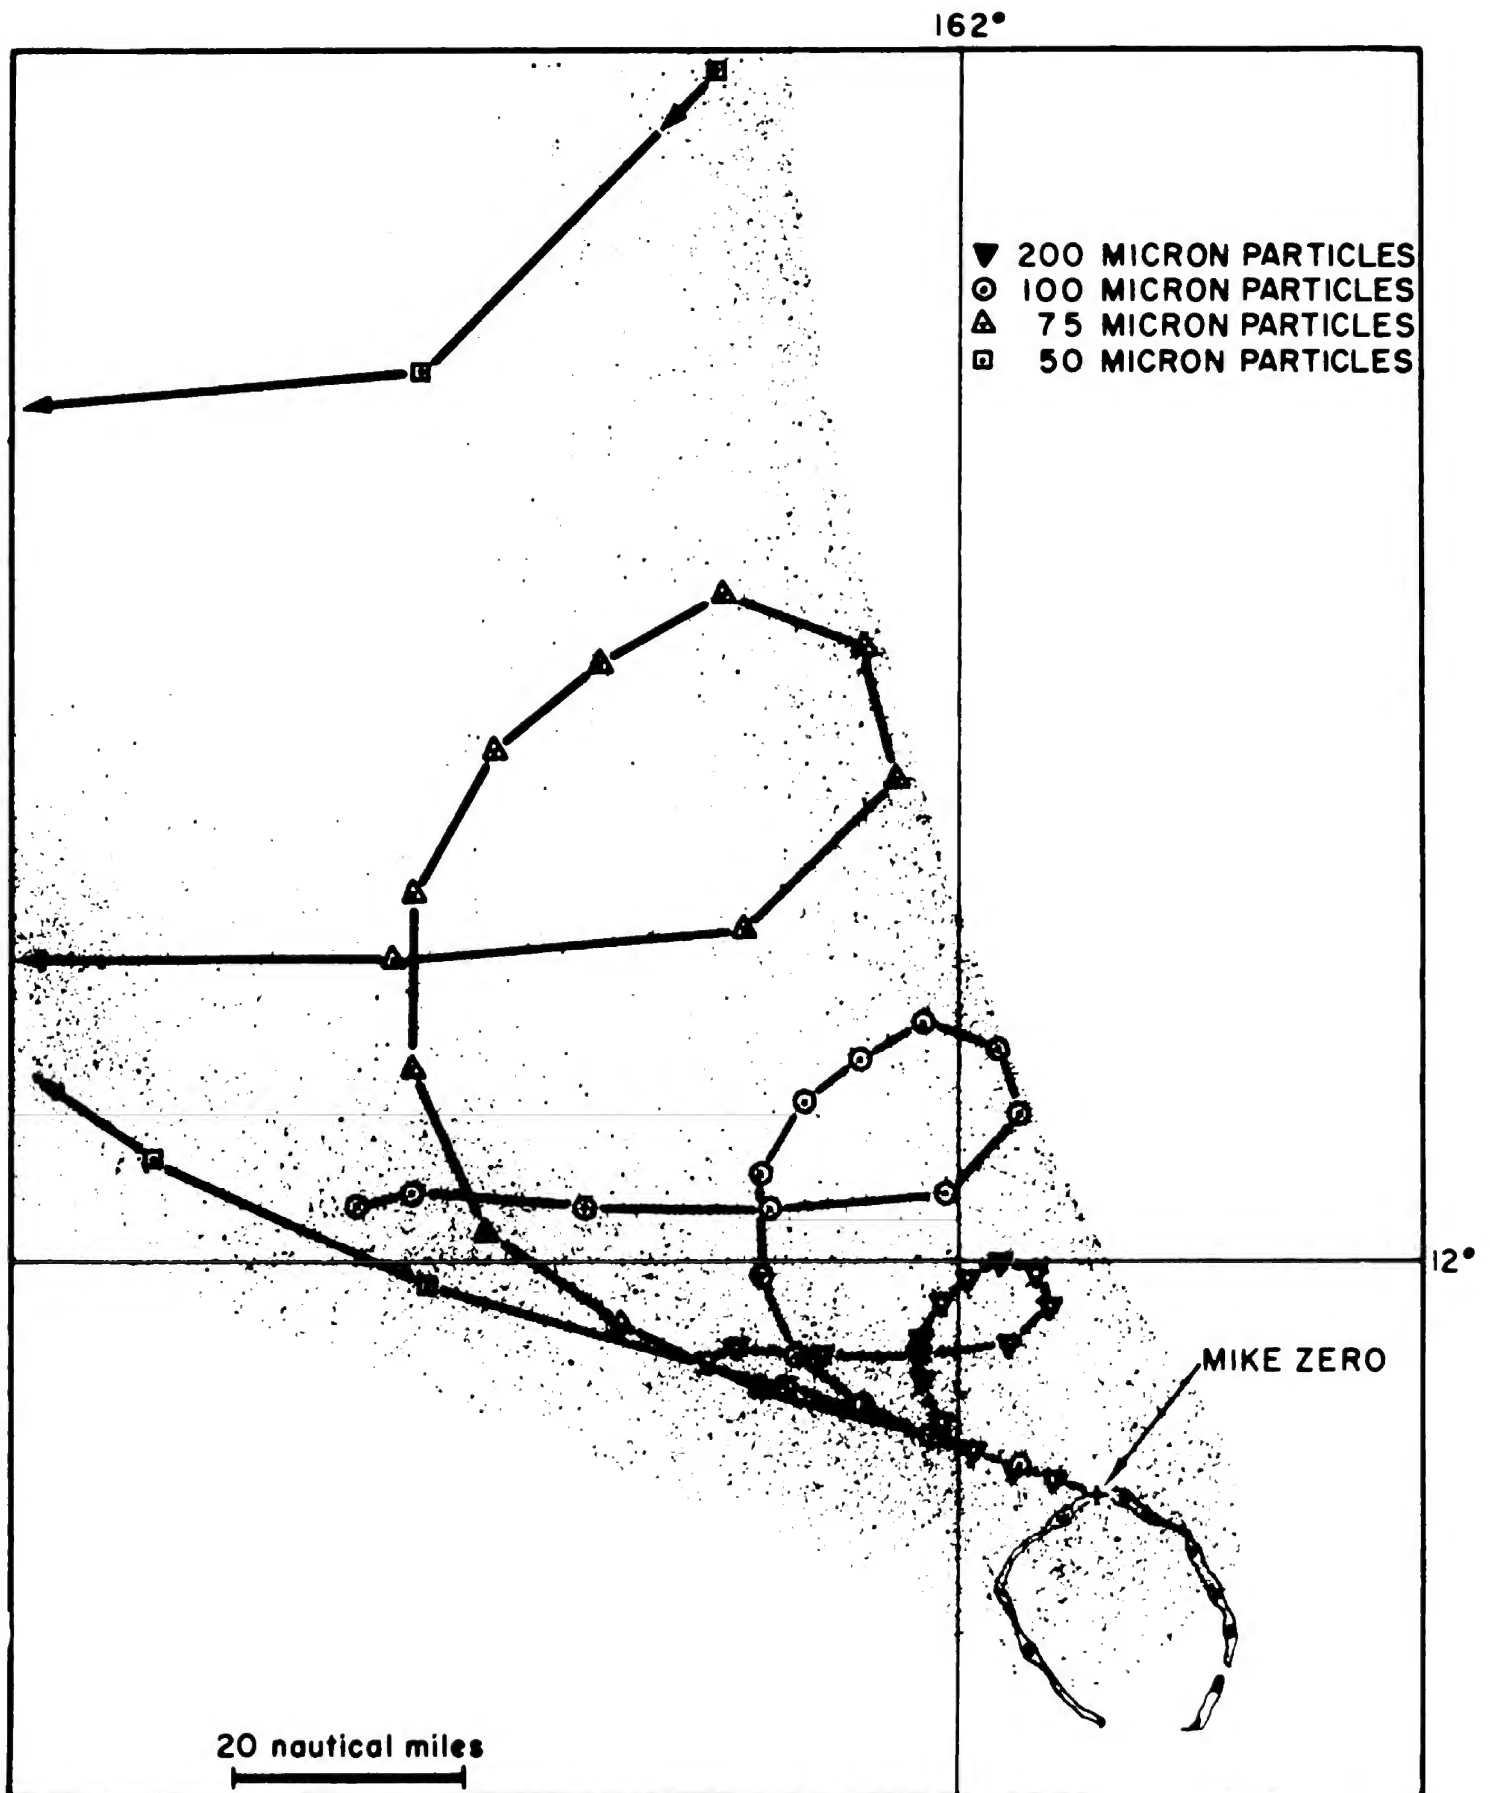 162°
200 MICRON PARTICLES
100 MICRON PARTICLES
75 MICRON PARTICLES
50 MICRON PARTICLES
12°
MIKE ZERO
20 nautical miles